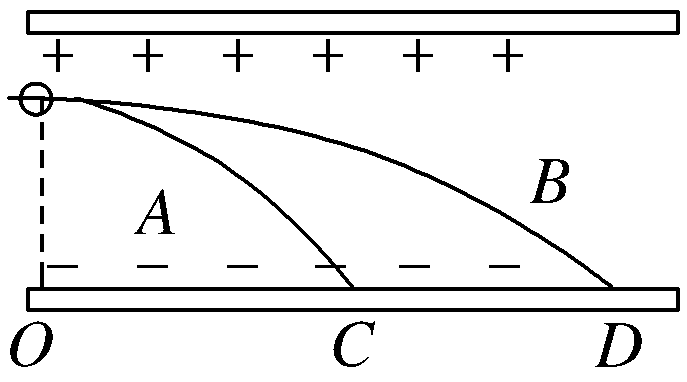 + + + + + +
B
A
− − − − − −
O C D